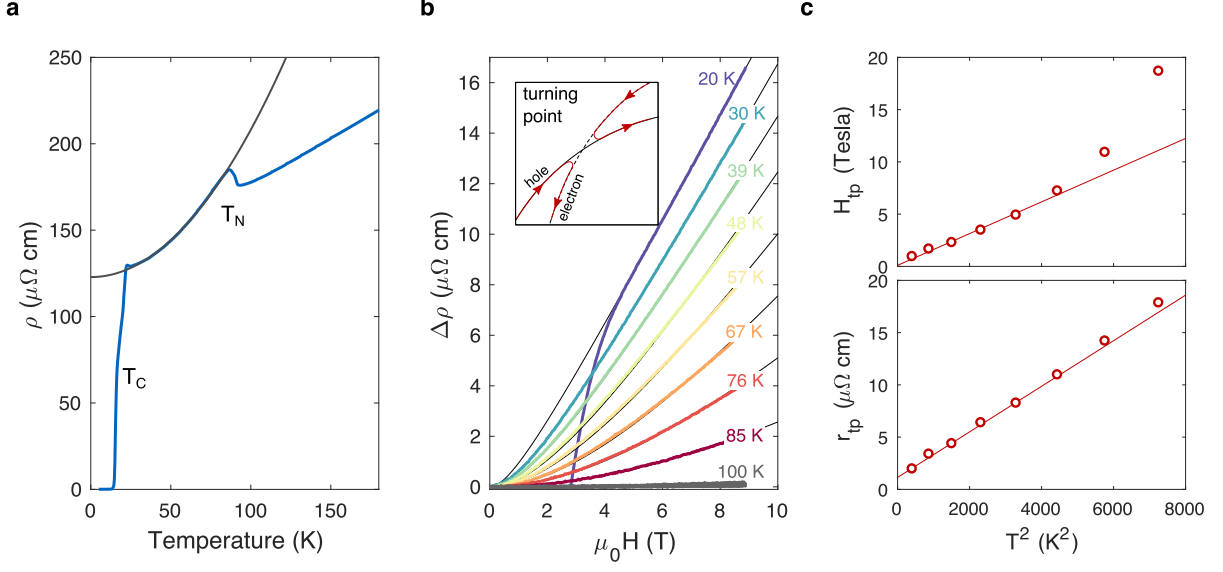 a
250
200
150
100
50
0
ρ (μΩ cm)
T_N
T_C
0 50 100 150
Temperature (K)
b
16
14
12
10
8
6
4
2
0
Δρ (μΩ cm)
turning
point
hole
electron
20 K
30 K
39 K
48 K
57 K
67 K
76 K
85 K
100 K
0 2 4 6 8 10
μ₀H (T)
c
20
15
10
5
0
H_tp (Tesla)
20
15
10
5
0
r_tp (μΩ cm)
0 2000 4000 6000 8000
T² (K²)